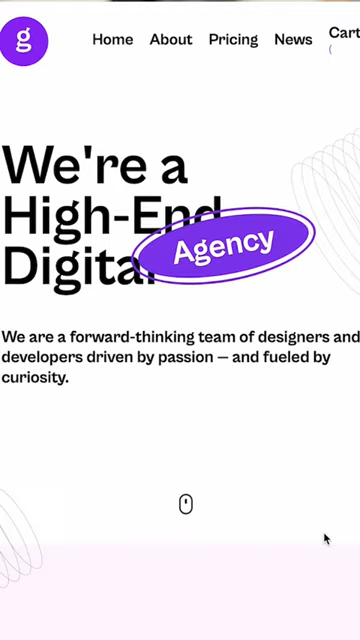 g
Home About Pricing News Cart
(
We're a
High-End
Digital
Agency
We are a forward-thinking team of designers and
developers driven by passion — and fueled by
curiosity.